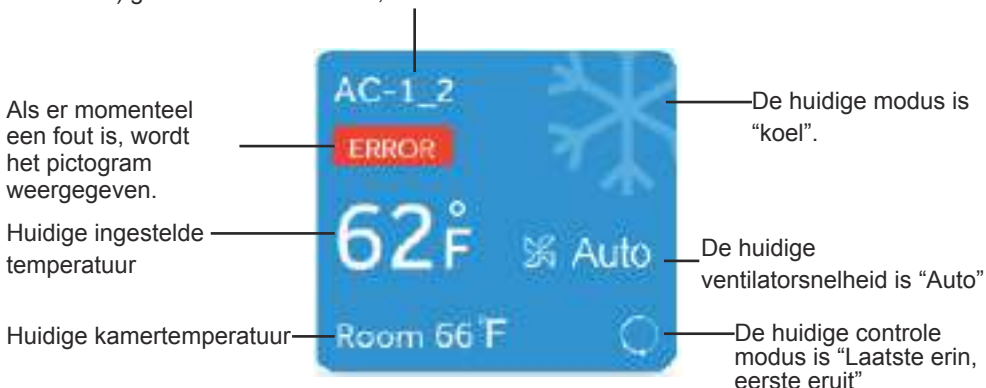 AC-1_2
De huidige modus is
“koel”.
Als er momenteel
een fout is, wordt
het pictogram
weergegeven.
ERROR
Huidige ingestelde
temperatuur
62°F
Auto
De huidige
ventilatorsnelheid is “Auto”
Huidige kamertemperatuur
Room 66°F
De huidige controle
modus is “Laatste erin,
eerste eruit”